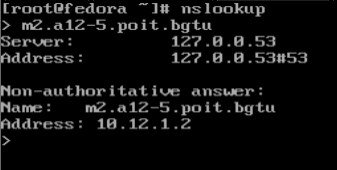 [root@fedora ~]# nslookup
> m2.a12-5.poit.bgtu
Server:         127.0.0.53
Address:        127.0.0.53#53

Non-authoritative answer:
Name:   m2.a12-5.poit.bgtu
Address: 10.12.1.2
>